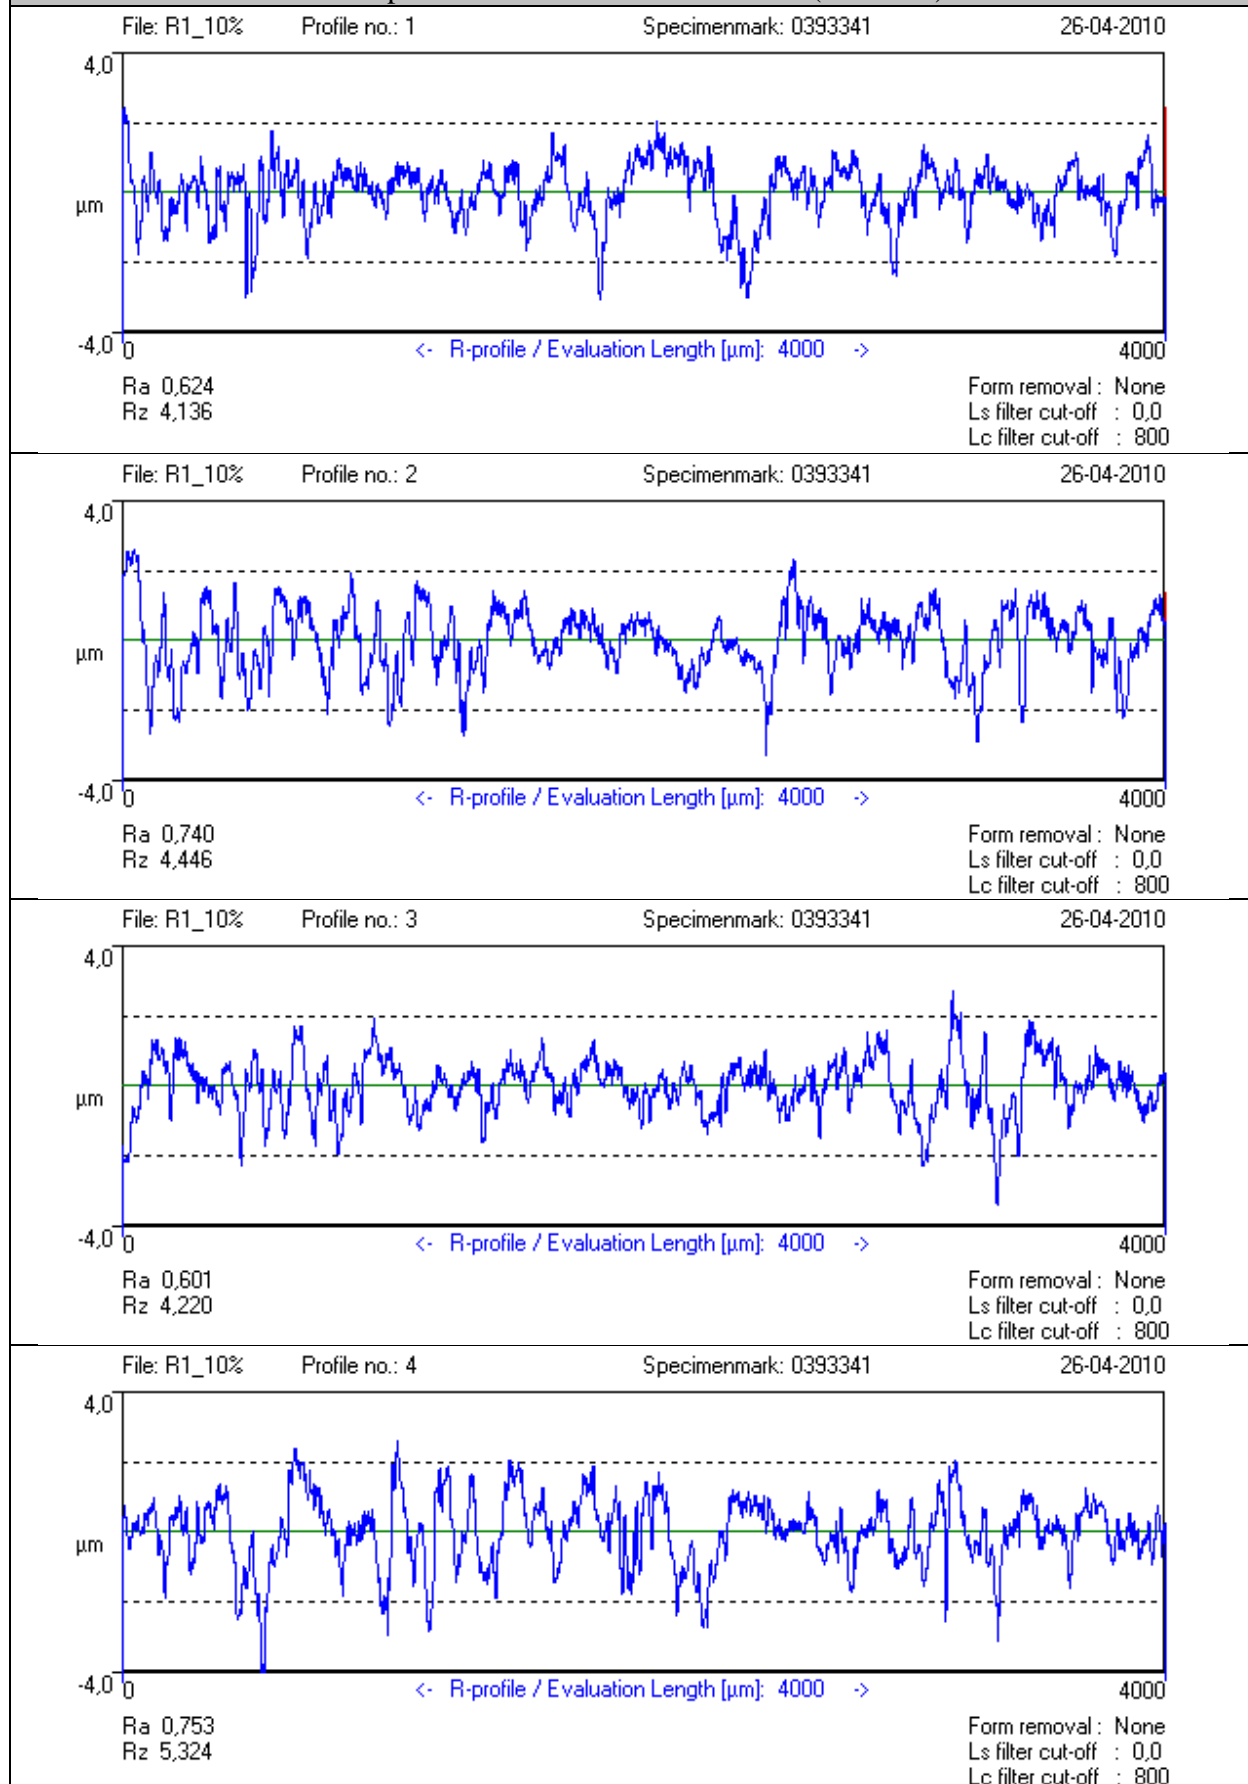 File: R1_10% Profile no.: 1 Specimenmark: 0393341 26-04-2010
4,0
µm
-4,0
0 <- R-profile / Evaluation Length [µm]: 4000 -> 4000
Ra 0,624 Form removal : None
Rz 4,136 Ls filter cut-off : 0,0
Lc filter cut-off : 800
File: R1_10% Profile no.: 2 Specimenmark: 0393341 26-04-2010
4,0
µm
-4,0
0 <- R-profile / Evaluation Length [µm]: 4000 -> 4000
Ra 0,740 Form removal : None
Rz 4,446 Ls filter cut-off : 0,0
Lc filter cut-off : 800
File: R1_10% Profile no.: 3 Specimenmark: 0393341 26-04-2010
4,0
µm
-4,0
0 <- R-profile / Evaluation Length [µm]: 4000 -> 4000
Ra 0,601 Form removal : None
Rz 4,220 Ls filter cut-off : 0,0
Lc filter cut-off : 800
File: R1_10% Profile no.: 4 Specimenmark: 0393341 26-04-2010
4,0
µm
-4,0
0 <- R-profile / Evaluation Length [µm]: 4000 -> 4000
Ra 0,753 Form removal : None
Rz 5,324 Ls filter cut-off : 0,0
Lc filter cut-off : 800